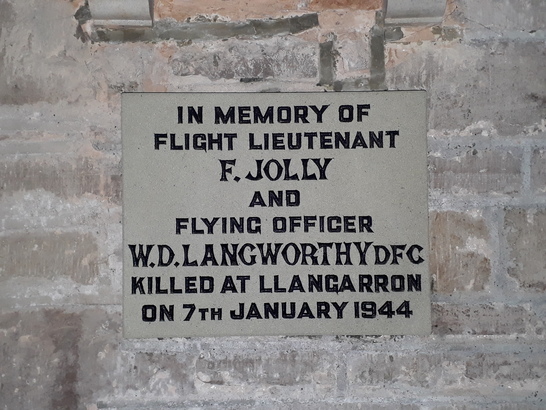 IN MEMORY OF
FLIGHT LIEUTENANT
F. JOLLY
AND
FLYING OFFICER
W.D. LANGWORTHY DFC
KILLED AT LLANGARRON
ON 7TH JANUARY 1944